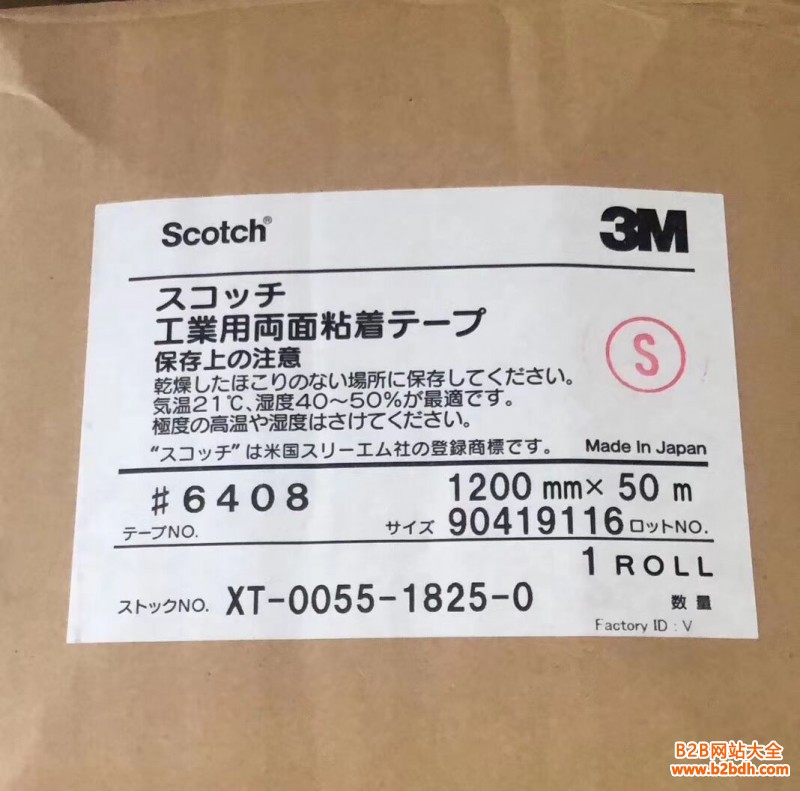 Scotch® 3M
スコッチ
工業用両面粘着テープ
保存上の注意
乾燥したほこりのない場所に保存してください。
気温21℃、湿度40～50%が最適です。
極度の高温や湿度はさけてください。
S
"スコッチ"は米国スリーエム社の登録商標です。 Made in Japan
♯6408 1200 mm× 50 m
テープNO. サイズ 90419116 ロットNO.
1 ROLL
ストックNO. XT-0055-1825-0 数量
Factory ID : V
B2B网站大全
www.b2bdh.com